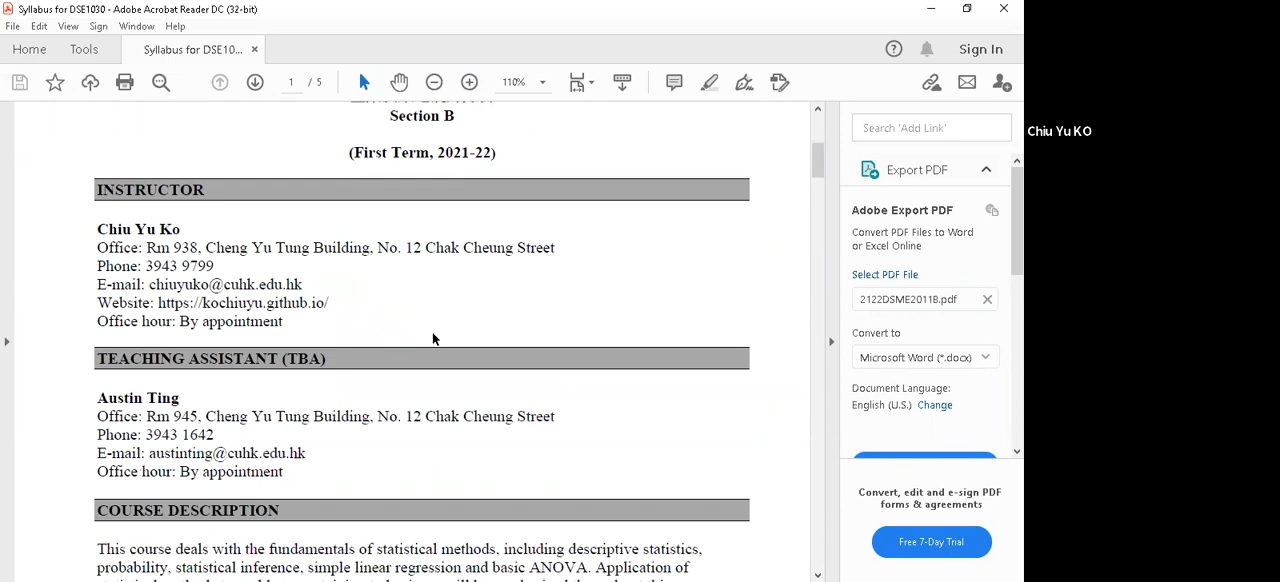 Syllabus for DSE1030 - Adobe Acrobat Reader DC (32-bit)
File Edit View Sign Window Help
Home Tools Syllabus for DSE10... × Sign In
1 / 5 110%
Section B
(First Term, 2021-22)
INSTRUCTOR
Chiu Yu Ko
Office: Rm 938, Cheng Yu Tung Building, No. 12 Chak Cheung Street
Phone: 3943 9799
E-mail: chiuyuko@cuhk.edu.hk
Website: https://kochiuyu.github.io/
Office hour: By appointment
TEACHING ASSISTANT (TBA)
Austin Ting
Office: Rm 945, Cheng Yu Tung Building, No. 12 Chak Cheung Street
Phone: 3943 1642
E-mail: austinting@cuhk.edu.hk
Office hour: By appointment
COURSE DESCRIPTION
This course deals with the fundamentals of statistical methods, including descriptive statistics,
probability, statistical inference, simple linear regression and basic ANOVA. Application of
Search 'Add Link'
Export PDF
Adobe Export PDF
Convert PDF Files to Word
or Excel Online
Select PDF File
2122DSME2011B.pdf
Convert to
Microsoft Word (*.docx)
Document Language:
English (U.S.) Change
Convert, edit and e-sign PDF
forms & agreements
Free 7-Day Trial
Chiu Yu KO